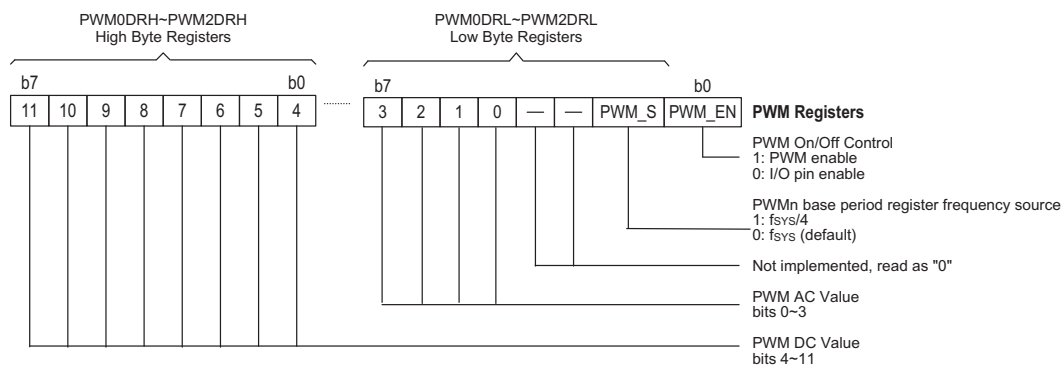 PWM0DRH~PWM2DRH
High Byte Registers
PWM0DRL~PWM2DRL
Low Byte Registers
b7 b0 b7 b0
11 10 9 8 7 6 5 4 3 2 1 0 — — PWM_S PWM_EN PWM Registers
PWM On/Off Control
1: PWM enable
0: I/O pin enable
PWMn base period register frequency source
1: fSYS/4
0: fSYS (default)
Not implemented, read as "0"
PWM AC Value
bits 0~3
PWM DC Value
bits 4~11